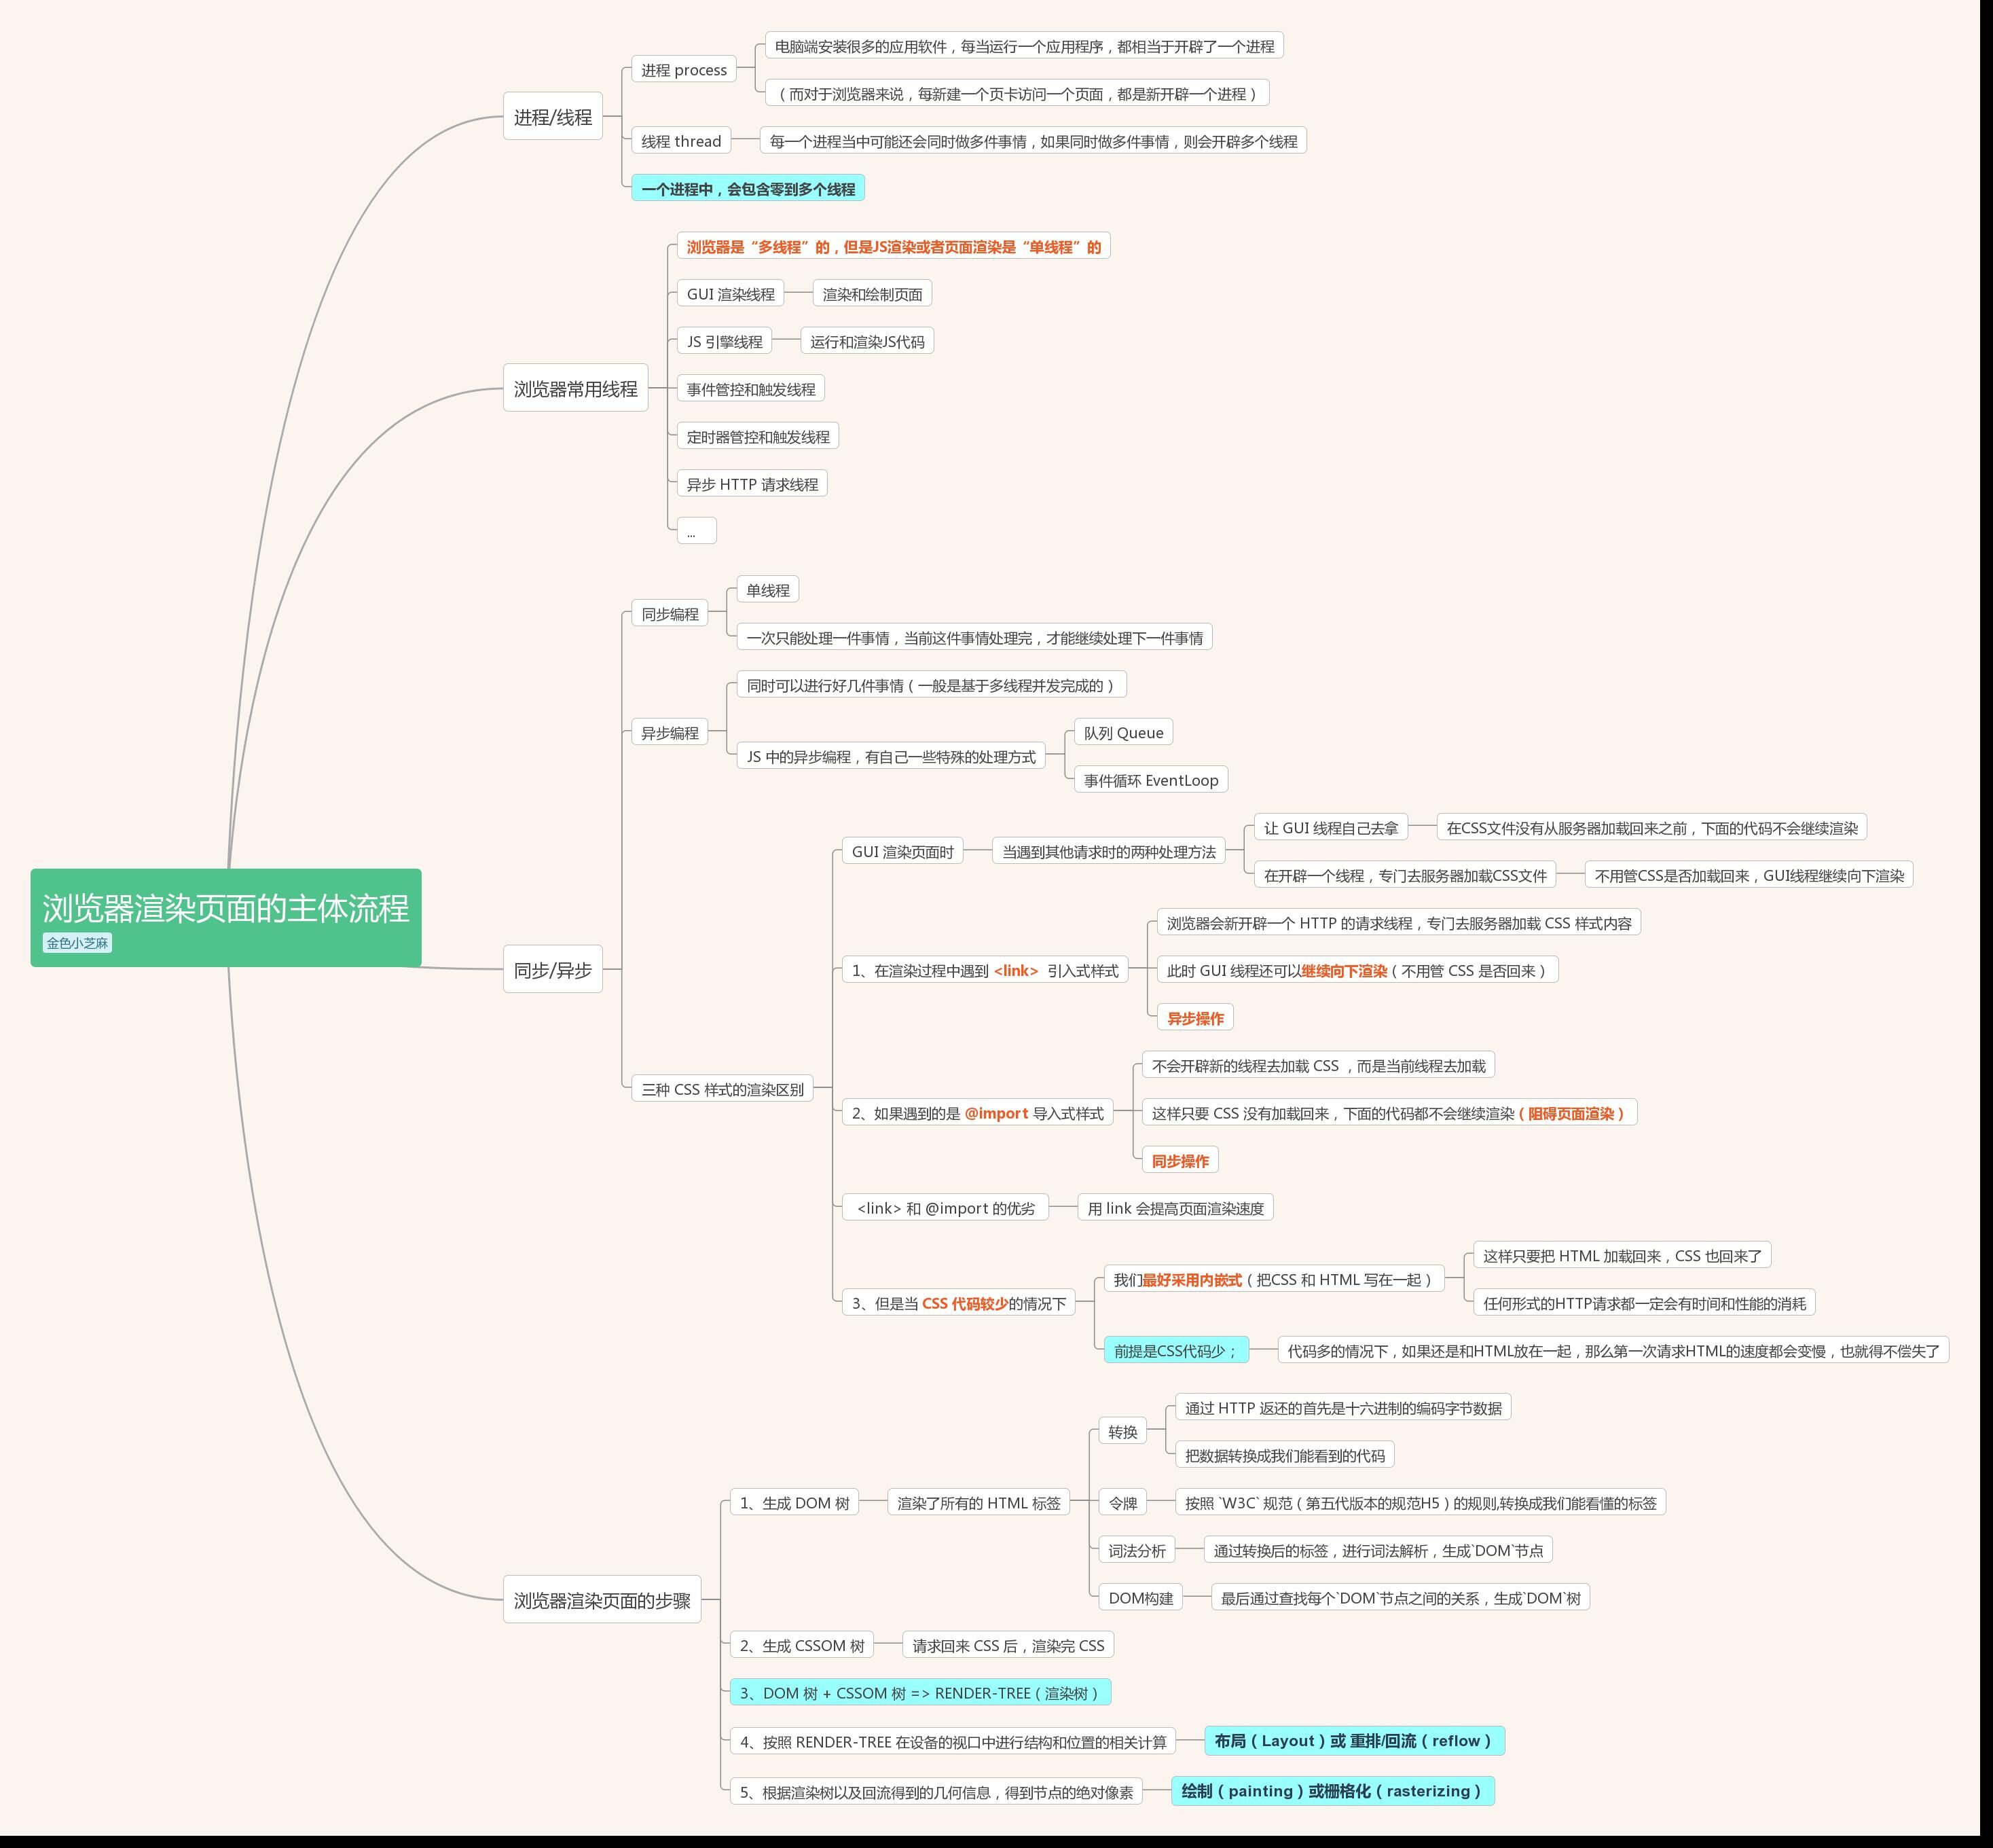 浏览器渲染页面的主体流程
金色小芝麻
进程/线程
进程 process
电脑端安装很多的应用软件，每当运行一个应用程序，都相当于开辟了一个进程
（而对于浏览器来说，每新建一个页卡访问一个页面，都是新开辟一个进程）
线程 thread
每一个进程当中可能还会同时做多件事情，如果同时做多件事情，则会开辟多个线程
一个进程中，会包含零到多个线程
浏览器常用线程
浏览器是“多线程”的，但是JS渲染或者页面渲染是“单线程”的
GUI 渲染线程
渲染和绘制页面
JS 引擎线程
运行和渲染JS代码
事件管控和触发线程
定时器管控和触发线程
异步 HTTP 请求线程
...
同步/异步
同步编程
单线程
一次只能处理一件事情，当前这件事情处理完，才能继续处理下一件事情
异步编程
同时可以进行好几件事情（一般是基于多线程并发完成的）
JS 中的异步编程，有自己一些特殊的处理方式
队列 Queue
事件循环 EventLoop
三种 CSS 样式的渲染区别
GUI 渲染页面时
当遇到其他请求时的两种处理方法
让 GUI 线程自己去拿
在CSS文件没有从服务器加载回来之前，下面的代码不会继续渲染
在开辟一个线程，专门去服务器加载CSS文件
不用管CSS是否加载回来，GUI线程继续向下渲染
1、在渲染过程中遇到 <link> 引入式样式
浏览器会新开辟一个 HTTP 的请求线程，专门去服务器加载 CSS 样式内容
此时 GUI 线程还可以继续向下渲染（不用管 CSS 是否回来）
异步操作
2、如果遇到的是 @import 导入式样式
不会开辟新的线程去加载 CSS ，而是当前线程去加载
这样只要 CSS 没有加载回来，下面的代码都不会继续渲染（阻碍页面渲染）
同步操作
<link> 和 @import 的优劣
用 link 会提高页面渲染速度
3、但是当 CSS 代码较少的情况下
我们最好采用内嵌式（把CSS 和 HTML 写在一起）
这样只要把 HTML 加载回来，CSS 也回来了
任何形式的HTTP请求都一定会有时间和性能的消耗
前提是CSS代码少；
代码多的情况下，如果还是和HTML放在一起，那么第一次请求HTML的速度都会变慢，也就得不偿失了
浏览器渲染页面的步骤
1、生成 DOM 树
渲染了所有的 HTML 标签
转换
通过 HTTP 返还的首先是十六进制的编码字节数据
把数据转换成我们能看到的代码
令牌
按照 `W3C` 规范（第五代版本的规范H5）的规则,转换成我们能看懂的标签
词法分析
通过转换后的标签，进行词法解析，生成`DOM`节点
DOM构建
最后通过查找每个`DOM`节点之间的关系，生成`DOM`树
2、生成 CSSOM 树
请求回来 CSS 后，渲染完 CSS
3、DOM 树 + CSSOM 树 => RENDER-TREE（渲染树）
4、按照 RENDER-TREE 在设备的视口中进行结构和位置的相关计算
布局（Layout）或 重排/回流（reflow）
5、根据渲染树以及回流得到的几何信息，得到节点的绝对像素
绘制（painting）或栅格化（rasterizing）